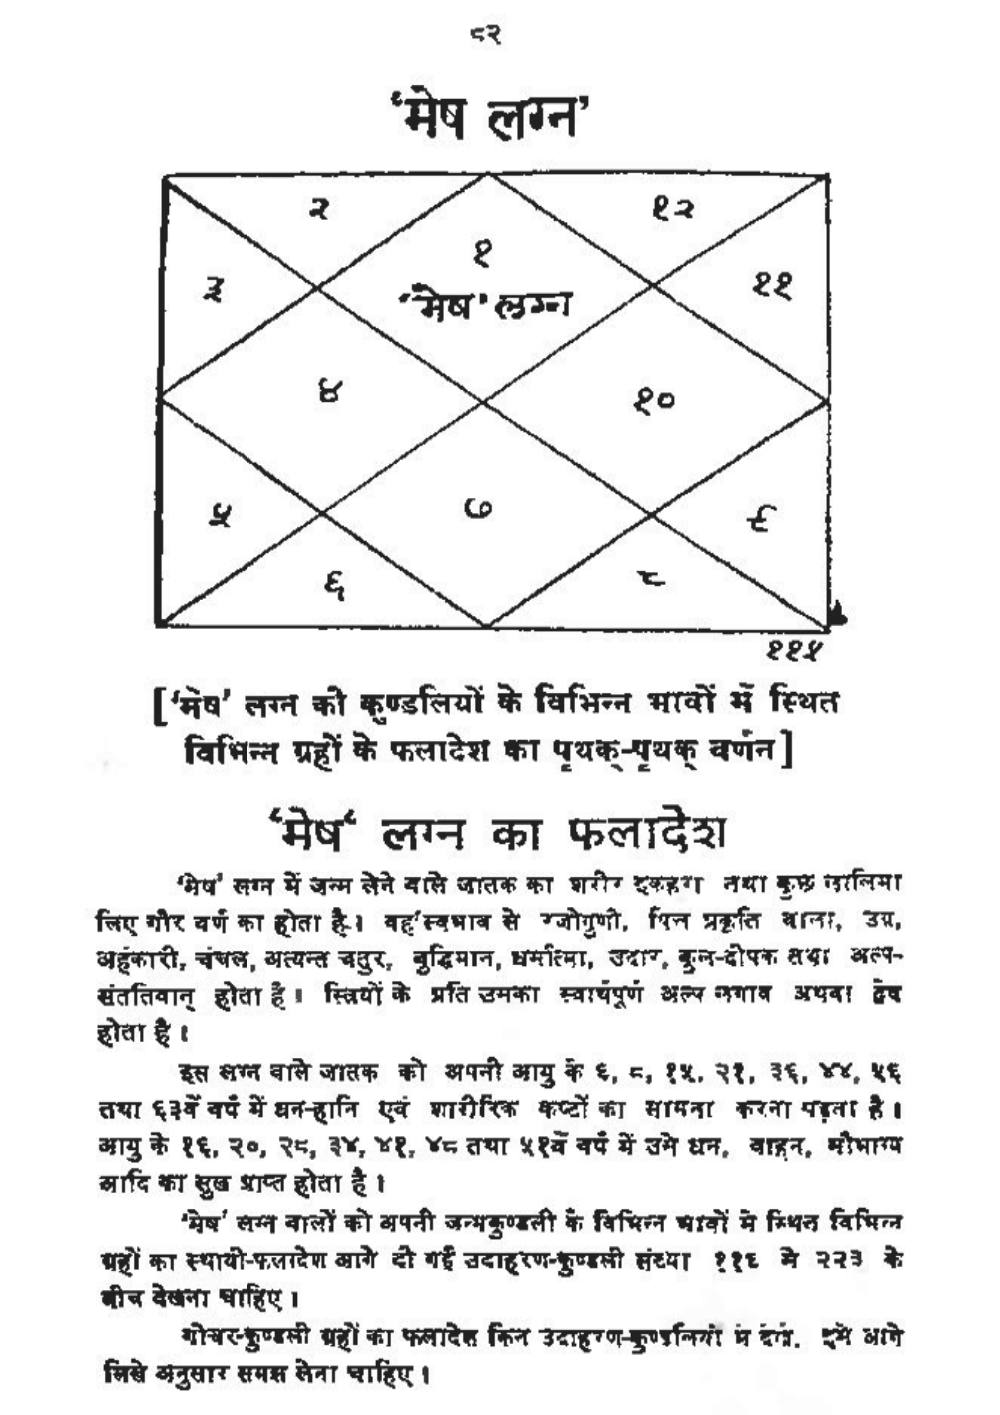 ८२
'मेष लग्न'
२
१२
१
३
११
'मेष' लग्न
४
१०
५
७
९
६
८
११५
['मेष' लग्न की कुण्डलियों के विभिन्न भावों में स्थित
विभिन्न ग्रहों के फलादेश का पृथक्-पृथक् वर्णन]
'मेष' लग्न का फलादेश
'मेष' लग्न में जन्म लेने वाले जातक का शरीर इकहरा तथा कुछ लालिमा
लिए गौर वर्ण का होता है। वह स्वभाव से रजोगुणी, पित्त प्रकृति वाला, उग्र,
अहंकारी, चंचल, अत्यन्त चतुर, बुद्धिमान, धर्मात्मा, उदार, कुल-दीपक तथा अल्प-
संततिवान् होता है। स्त्रियों के प्रति उसका स्वार्थपूर्ण अल्प लगाव अथवा द्वेष
होता है।
इस लग्न वाले जातक को अपनी आयु के ६, ८, १५, २१, ३६, ४४, ५६
तथा ६३वें वर्ष में धन-हानि एवं शारीरिक कष्टों का सामना करना पड़ता है।
आयु के १६, २०, २८, ३४, ४१, ४८ तथा ५१वें वर्ष में उसे धन, वाहन, सौभाग्य
आदि का सुख प्राप्त होता है।
'मेष' लग्न वालों को अपनी जन्मकुण्डली के विभिन्न भावों में स्थित विभिन्न
ग्रहों का स्थायी-फलादेश आगे दी गई उदाहरण-कुण्डली संख्या ११६ से २२३ के
बीच देखना चाहिए।
गोचर-कुण्डली ग्रहों का फलादेश किन उदाहरण-कुण्डलियों में देखें, इसे आगे
लिखे अनुसार समझ लेना चाहिए।